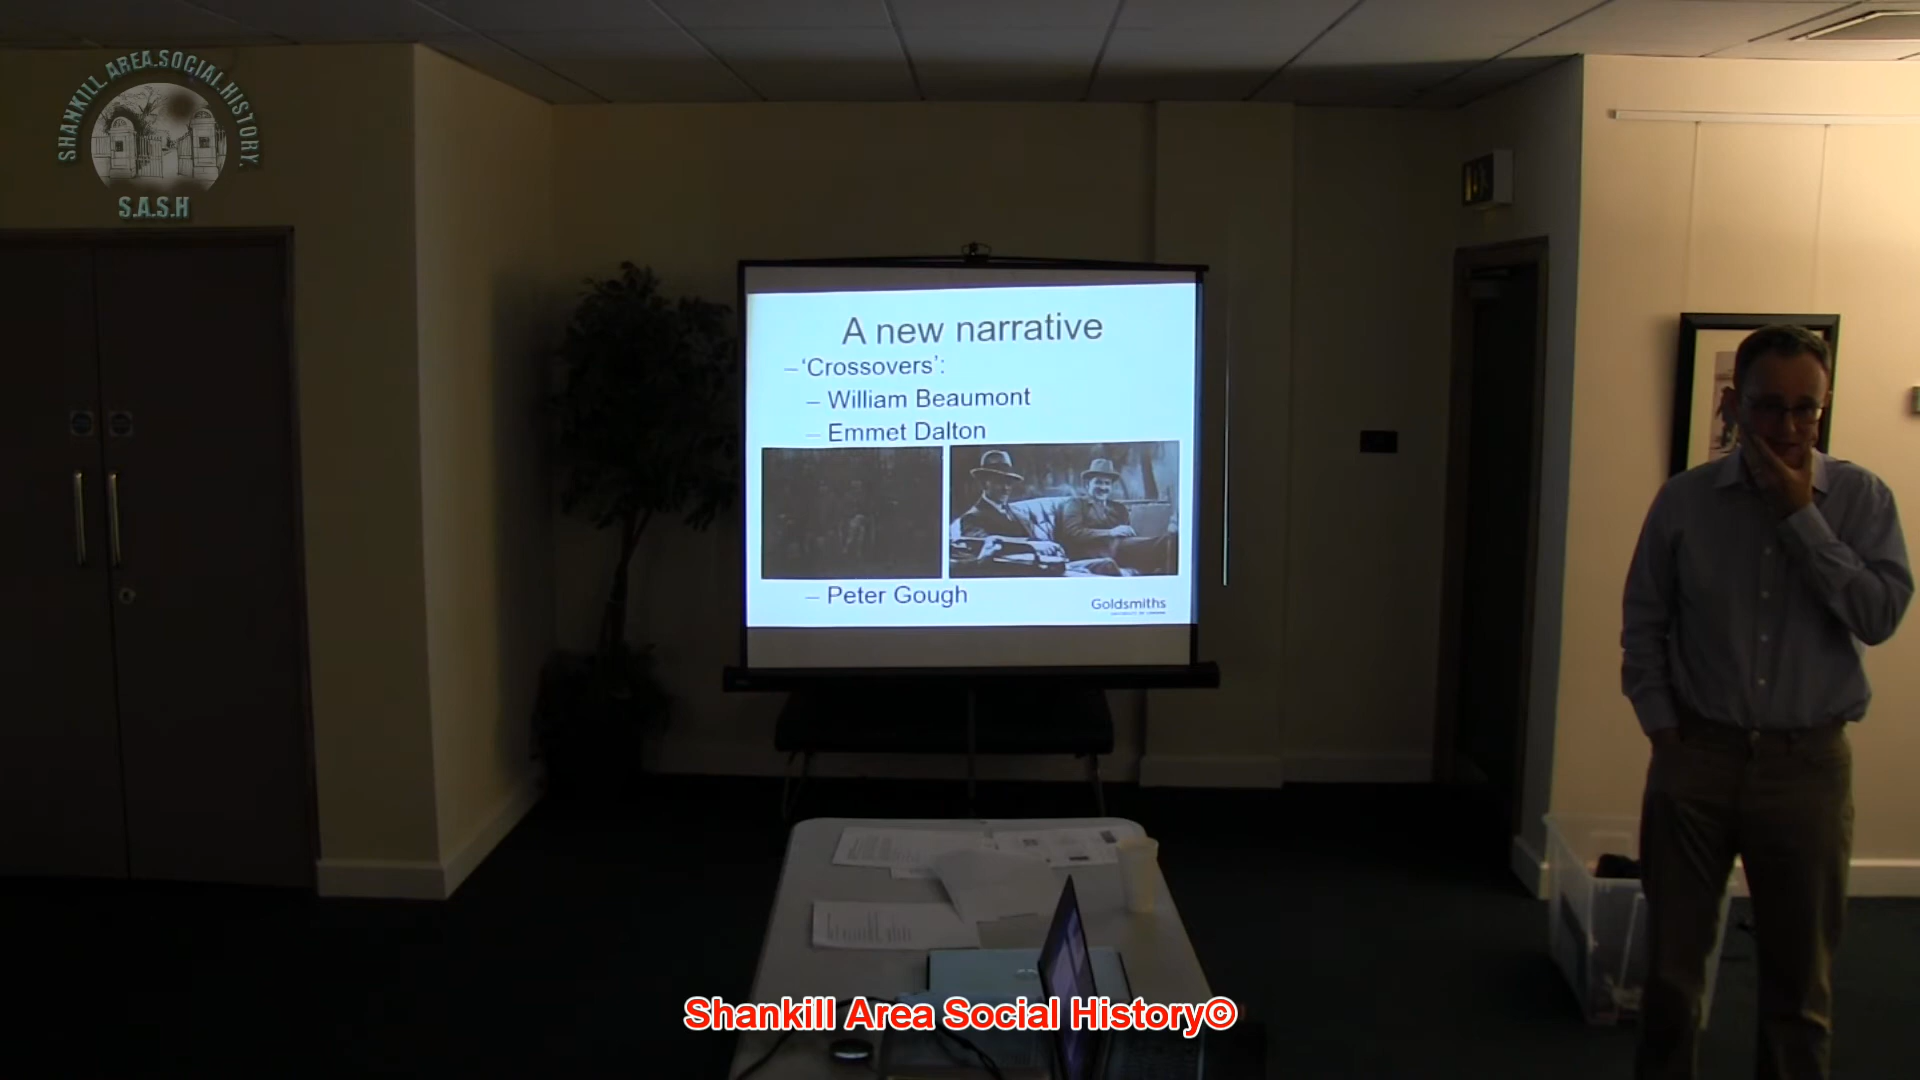 SHANKILL.AREA.SOCIAL.HISTORY.
S.A.S.H
A new narrative
– 'Crossovers':
– William Beaumont
– Emmet Dalton
– Peter Gough
Goldsmiths
Shankill Area Social History©